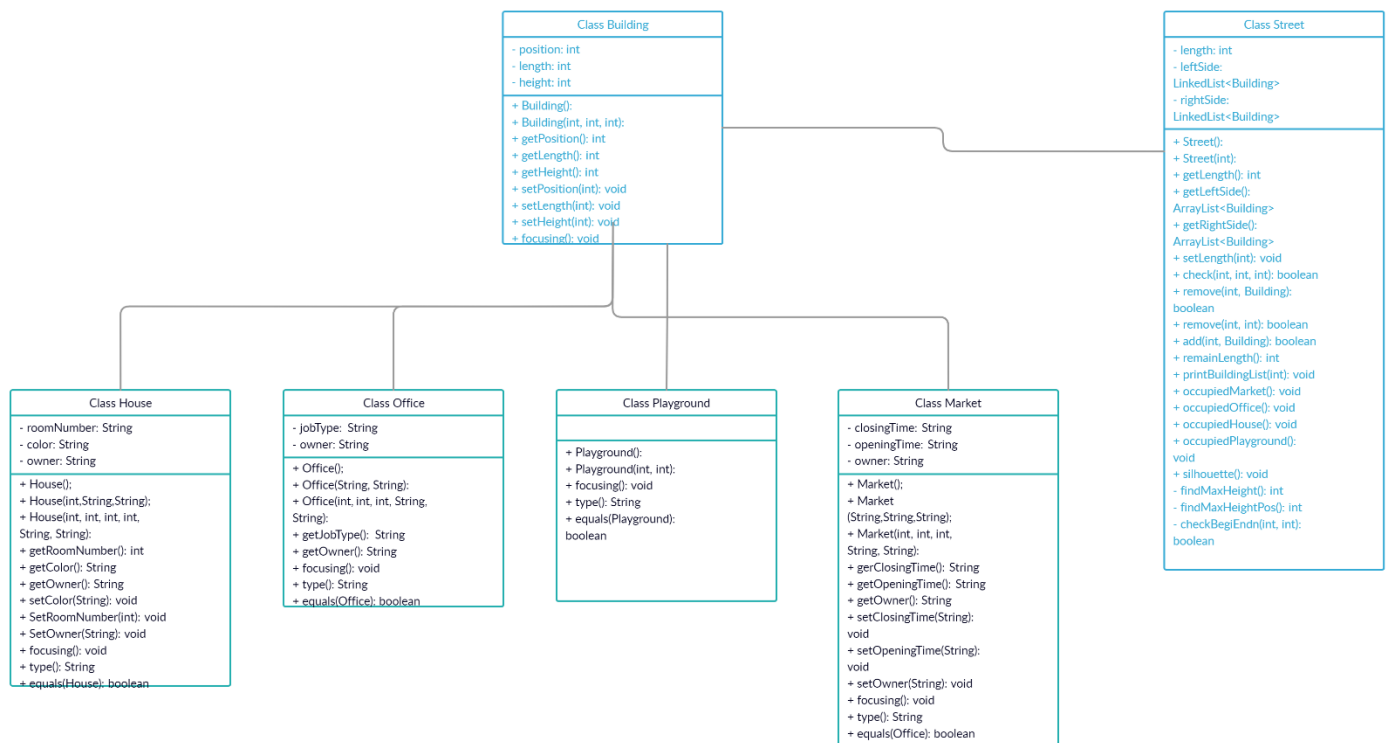 Class Building
- position: int
- length: int
- height: int
+ Building():
+ Building(int, int, int):
+ getPosition(): int
+ getLength(): int
+ getHeight(): int
+ setPosition(int): void
+ setLength(int): void
+ setHeight(int): void
+ focusing(): void
Class Street
- length: int
- leftSide:
LinkedList<Building>
- rightSide:
LinkedList<Building>
+ Street():
+ Street(int):
+ getLength(): int
+ getLeftSide():
ArrayList<Building>
+ getRightSide():
ArrayList<Building>
+ setLength(int): void
+ check(int, int, int): boolean
+ remove(int, Building):
boolean
+ remove(int, int): boolean
+ add(int, Building): boolean
+ remainLength(): int
+ printBuildingList(int): void
+ occupiedMarket(): void
+ occupiedOffice(): void
+ occupiedHouse(): void
+ occupiedPlayground():
void
+ silhouette(): void
- findMaxHeight(): int
- findMaxHeightPos(): int
- checkBegiEndn(int, int):
boolean
Class House
- roomNumber: String
- color: String
- owner: String
+ House();
+ House(int,String,String);
+ House(int, int, int, int,
String, String):
+ getRoomNumber(): int
+ getColor(): String
+ getOwner(): String
+ setColor(String): void
+ SetRoomNumber(int): void
+ SetOwner(String): void
+ focusing(): void
+ type(): String
+ equals(House): boolean
Class Office
- jobType: String
- owner: String
+ Office();
+ Office(String, String):
+ Office(int, int, int, String,
String):
+ getJobType(): String
+ getOwner(): String
+ focusing(): void
+ type(): String
+ equals(Office): boolean
Class Playground
+ Playground():
+ Playground(int, int):
+ focusing(): void
+ type(): String
+ equals(Playground):
boolean
Class Market
- closingTime: String
- openingTime: String
- owner: String
+ Market();
+ Market
(String,String,String);
+ Market(int, int, int,
String, String):
+ gerClosingTime(): String
+ getOpeningTime(): String
+ getOwner(): String
+ setClosingTime(String):
void
+ setOpeningTime(String):
void
+ setOwner(String): void
+ focusing(): void
+ type(): String
+ equals(Office): boolean